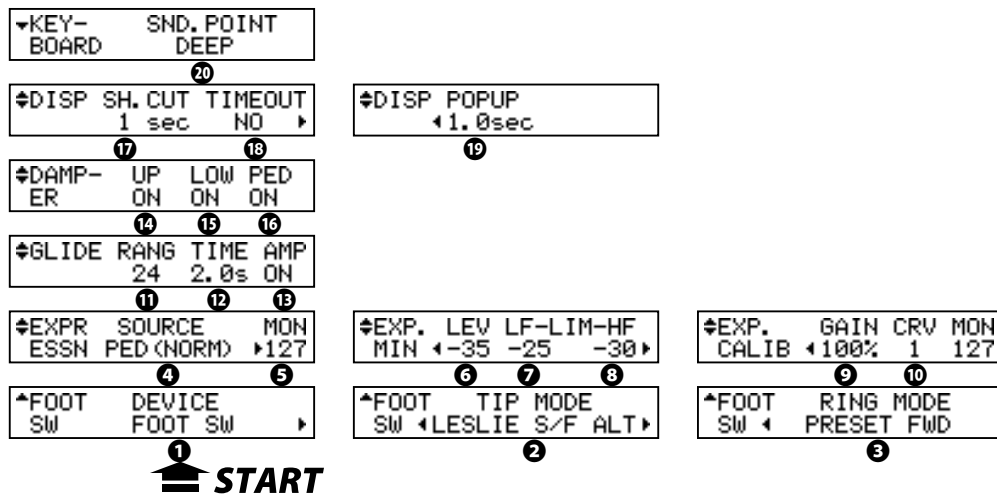 KEY- SND.POINT
BOARD DEEP
20
DISP SH.CUT TIMEOUT
1 sec NO
17 18
DISP POPUP
1.0sec
19
DAMP- UP LOW PED
ER ON ON ON
14 15 16
GLIDE RANG TIME AMP
24 2.0s ON
11 12 13
EXPR SOURCE MON
ESSN PED(NORM) 127
4 5
EXP. LEV LF-LIM-HF
MIN -35 -25 -30
6 7 8
EXP. GAIN CRV MON
CALIB 100% 1 127
9 10
FOOT DEVICE
SW FOOT SW
1
FOOT TIP MODE
SW LESLIE S/F ALT
2
FOOT RING MODE
SW PRESET FWD
3
START